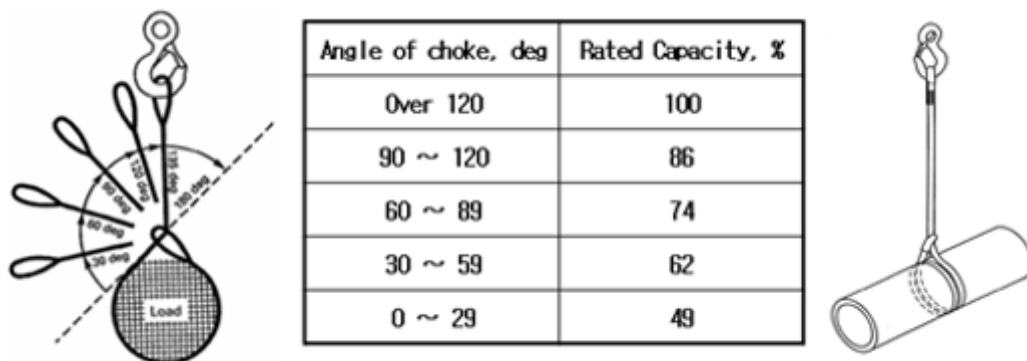 135 deg
180 deg
120 deg
90 deg
60 deg
30 deg
Load
Angle of choke, deg Rated Capacity, %
Over 120 100
90 ~ 120 86
60 ~ 89 74
30 ~ 59 62
0 ~ 29 49